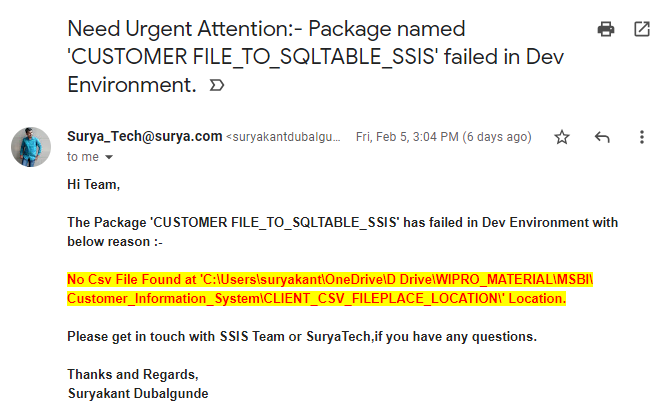 Need Urgent Attention:- Package named
'CUSTOMER FILE_TO_SQLTABLE_SSIS' failed in Dev
Environment.
Surya_Tech@surya.com <suryakantdubalgu... Fri, Feb 5, 3:04 PM (6 days ago)
to me
Hi Team,
The Package 'CUSTOMER FILE_TO_SQLTABLE_SSIS' has failed in Dev Environment with
below reason :-
No Csv File Found at 'C:\Users\suryakant\OneDrive\D Drive\WIPRO_MATERIAL\MSBI\
Customer_Information_System\CLIENT_CSV_FILEPLACE_LOCATION\' Location.
Please get in touch with SSIS Team or SuryaTech,if you have any questions.
Thanks and Regards,
Suryakant Dubalgunde